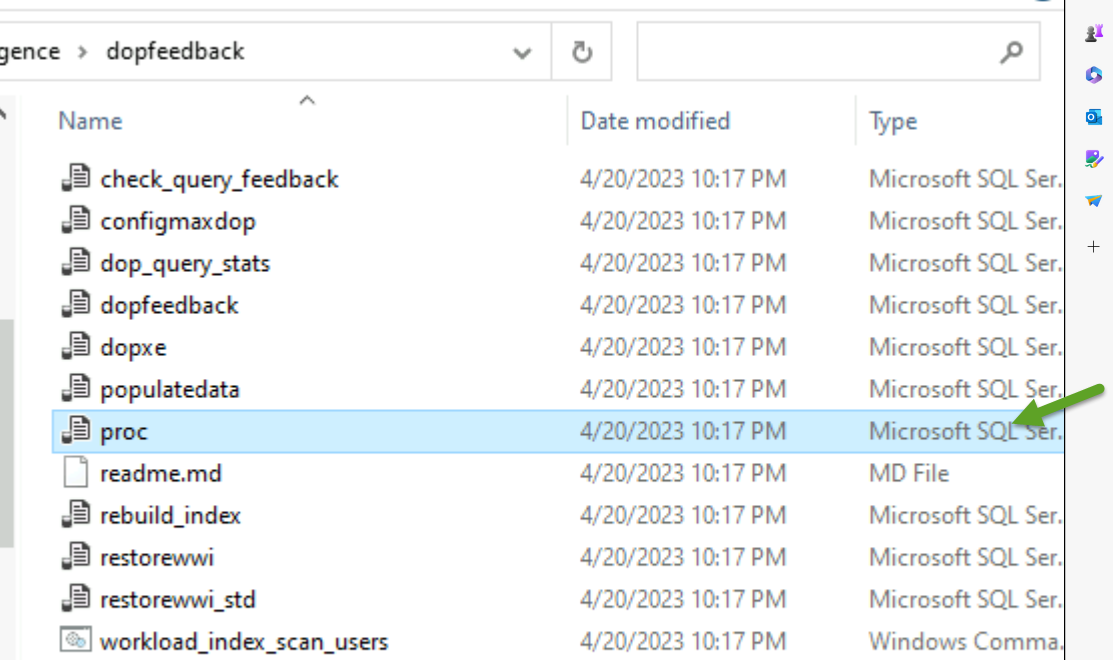 gence > dopfeedback
Name Date modified Type
check_query_feedback 4/20/2023 10:17 PM Microsoft SQL Ser.
configmaxdop 4/20/2023 10:17 PM Microsoft SQL Ser.
dop_query_stats 4/20/2023 10:17 PM Microsoft SQL Ser.
dopfeedback 4/20/2023 10:17 PM Microsoft SQL Ser.
dopxe 4/20/2023 10:17 PM Microsoft SQL Ser.
populatedata 4/20/2023 10:17 PM Microsoft SQL Ser.
proc 4/20/2023 10:17 PM Microsoft SQL Ser.
readme.md 4/20/2023 10:17 PM MD File
rebuild_index 4/20/2023 10:17 PM Microsoft SQL Ser.
restorewwi 4/20/2023 10:17 PM Microsoft SQL Ser.
restorewwi_std 4/20/2023 10:17 PM Microsoft SQL Ser.
workload_index_scan_users 4/20/2023 10:17 PM Windows Comma.